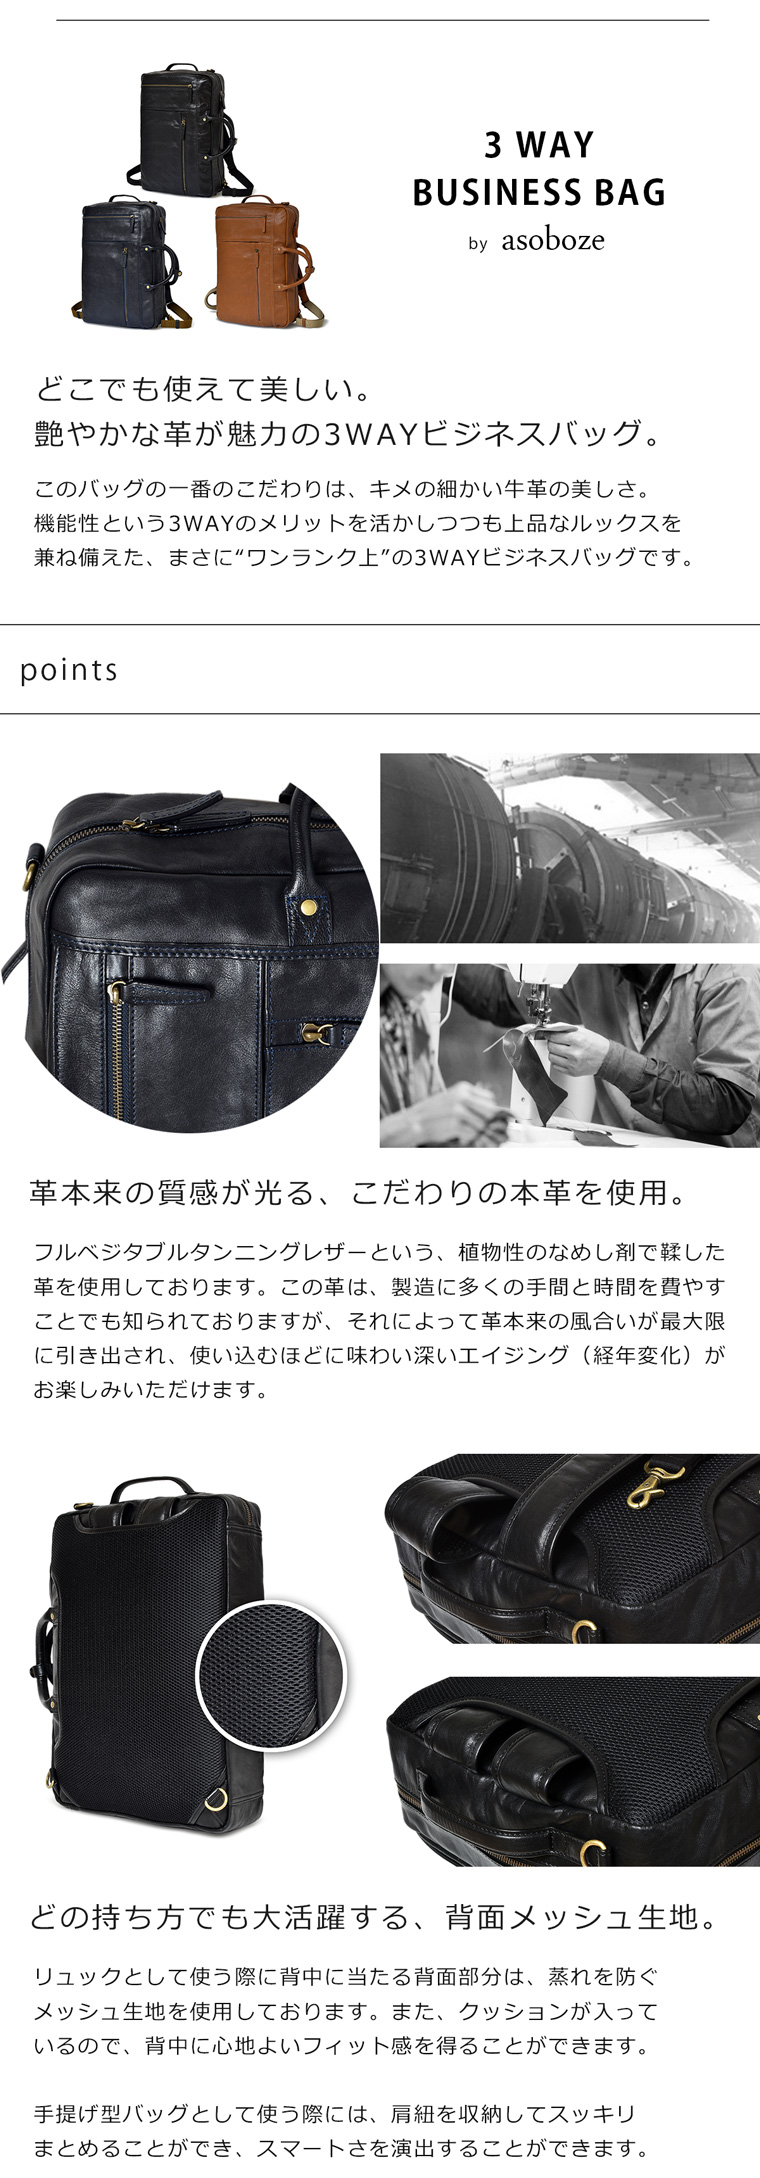 3 WAY
BUSINESS BAG
by asoboze
どこでも使えて美しい。
艶やかな革が魅力の3WAYビジネスバッグ。
このバッグの一番のこだわりは、キメの細かい牛革の美しさ。
機能性という3WAYのメリットを活かしつつも上品なルックスを
兼ね備えた、まさに“ワンランク上”の3WAYビジネスバッグです。
points
革本来の質感が光る、こだわりの本革を使用。
フルベジタブルタンニングレザーという、植物性のなめし剤で鞣した
革を使用しております。この革は、製造に多くの手間と時間を費やす
ことでも知られておりますが、それによって革本来の風合いが最大限
に引き出され、使い込むほどに味わい深いエイジング（経年変化）が
お楽しみいただけます。
どの持ち方でも大活躍する、背面メッシュ生地。
リュックとして使う際に背中に当たる背面部分は、蒸れを防ぐ
メッシュ生地を使用しております。また、クッションが入って
いるので、背中に心地よいフィット感を得ることができます。
手提げ型バッグとして使う際には、肩紐を収納してスッキリ
まとめることができ、スマートさを演出することができます。